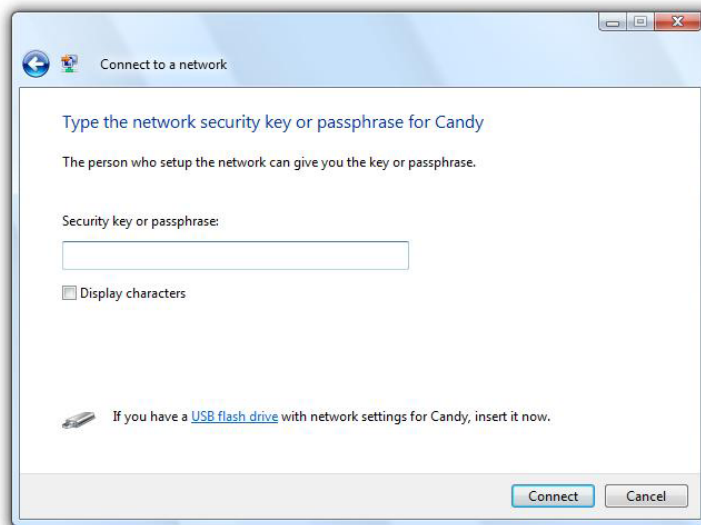 Connect to a network
Type the network security key or passphrase for Candy
The person who setup the network can give you the key or passphrase.
Security key or passphrase:
Display characters
If you have a USB flash drive with network settings for Candy, insert it now.
Connect Cancel